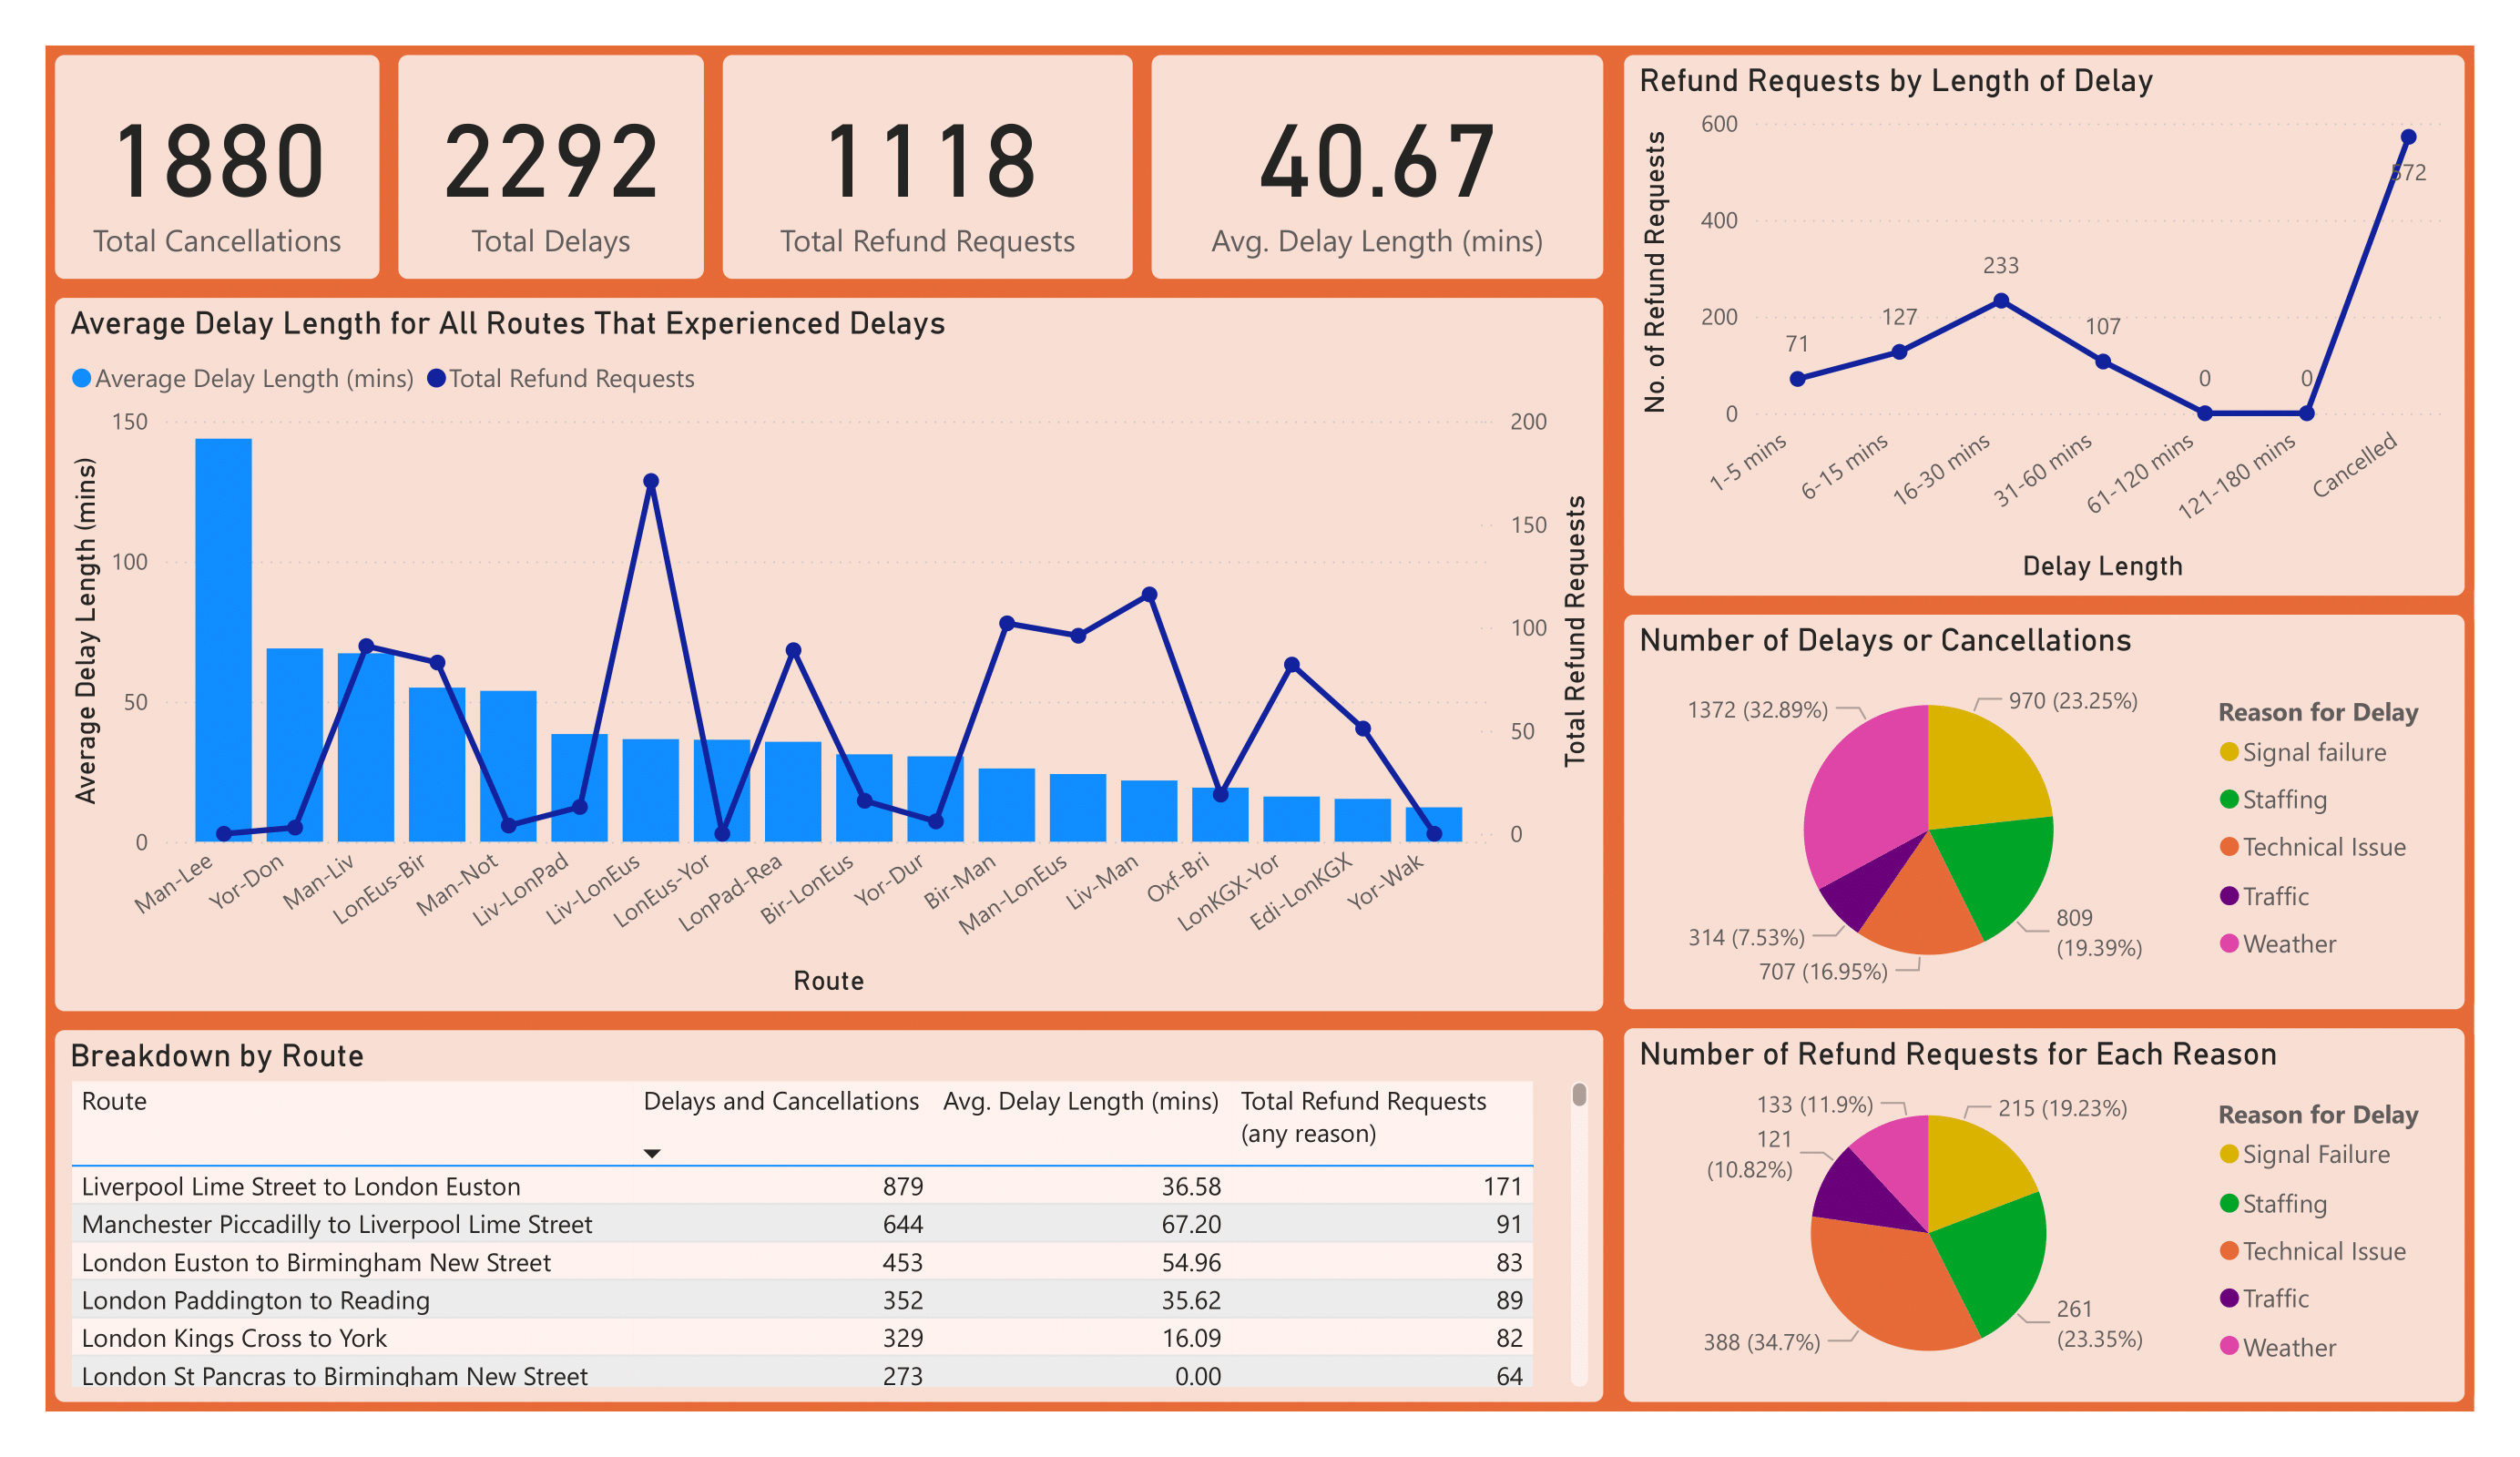 1880
Total Cancellations
2292
Total Delays
1118
Total Refund Requests
40.67
Avg. Delay Length (mins)
Average Delay Length for All Routes That Experienced Delays
Average Delay Length (mins) Total Refund Requests
Average Delay Length (mins)
150
100
50
0
Total Refund Requests
200
150
100
50
0
Man-Lee
Yor-Don
Man-Liv
LonEus-Bir
Man-Not
Liv-LonPad
Liv-LonEus
LonEus-Yor
LonPad-Rea
Bir-LonEus
Yor-Dur
Bir-Man
Man-LonEus
Liv-Man
Oxf-Bri
LonKGX-Yor
Edi-LonKGX
Yor-Wak
Route
Breakdown by Route
Route Delays and Cancellations Avg. Delay Length (mins) Total Refund Requests
(any reason)
Liverpool Lime Street to London Euston 879 36.58 171
Manchester Piccadilly to Liverpool Lime Street 644 67.20 91
London Euston to Birmingham New Street 453 54.96 83
London Paddington to Reading 352 35.62 89
London Kings Cross to York 329 16.09 82
London St Pancras to Birmingham New Street 273 0.00 64
Refund Requests by Length of Delay
No. of Refund Requests
600
400
200
0
71
127
233
107
0
0
572
1-5 mins
6-15 mins
16-30 mins
31-60 mins
61-120 mins
121-180 mins
Cancelled
Delay Length
Number of Delays or Cancellations
1372 (32.89%)
970 (23.25%)
314 (7.53%)
707 (16.95%)
809
(19.39%)
Reason for Delay
Signal failure
Staffing
Technical Issue
Traffic
Weather
Number of Refund Requests for Each Reason
133 (11.9%)
215 (19.23%)
121
(10.82%)
388 (34.7%)
261
(23.35%)
Reason for Delay
Signal Failure
Staffing
Technical Issue
Traffic
Weather